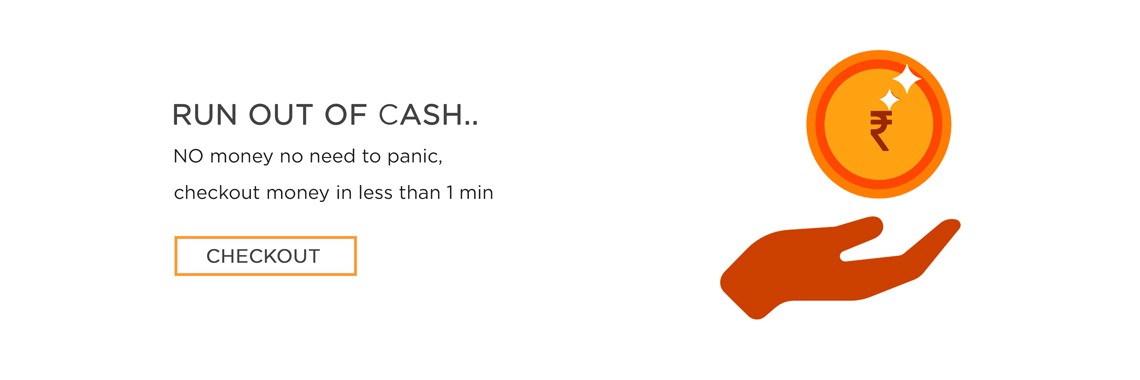 RUN OUT OF CASH..
NO money no need to panic,
checkout money in less than 1 min
CHECKOUT
₹